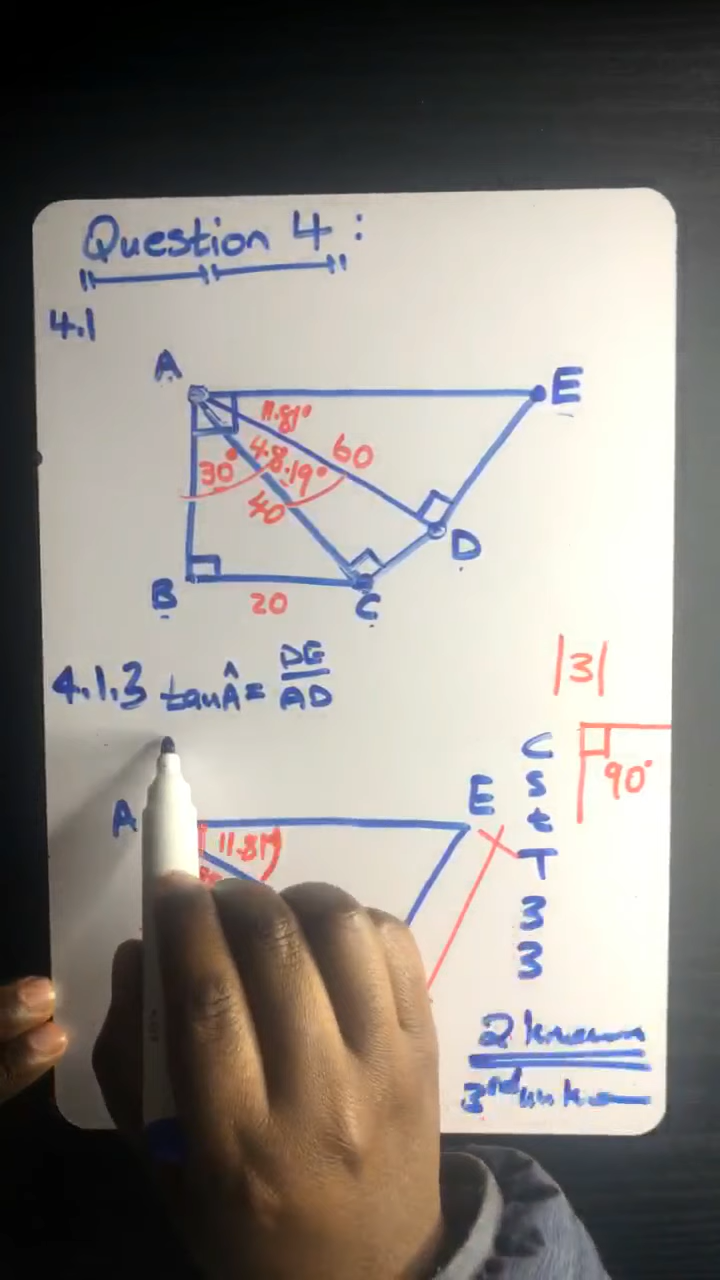 Question 4:
4.1
A
E
11.81°
30°
48.19°
60
40
D
B
20
C
4.1.3 tanÂ = DE/AD
|3|
C
S
t
T
3
3
90°
A
E
11.81
2 known
3rd